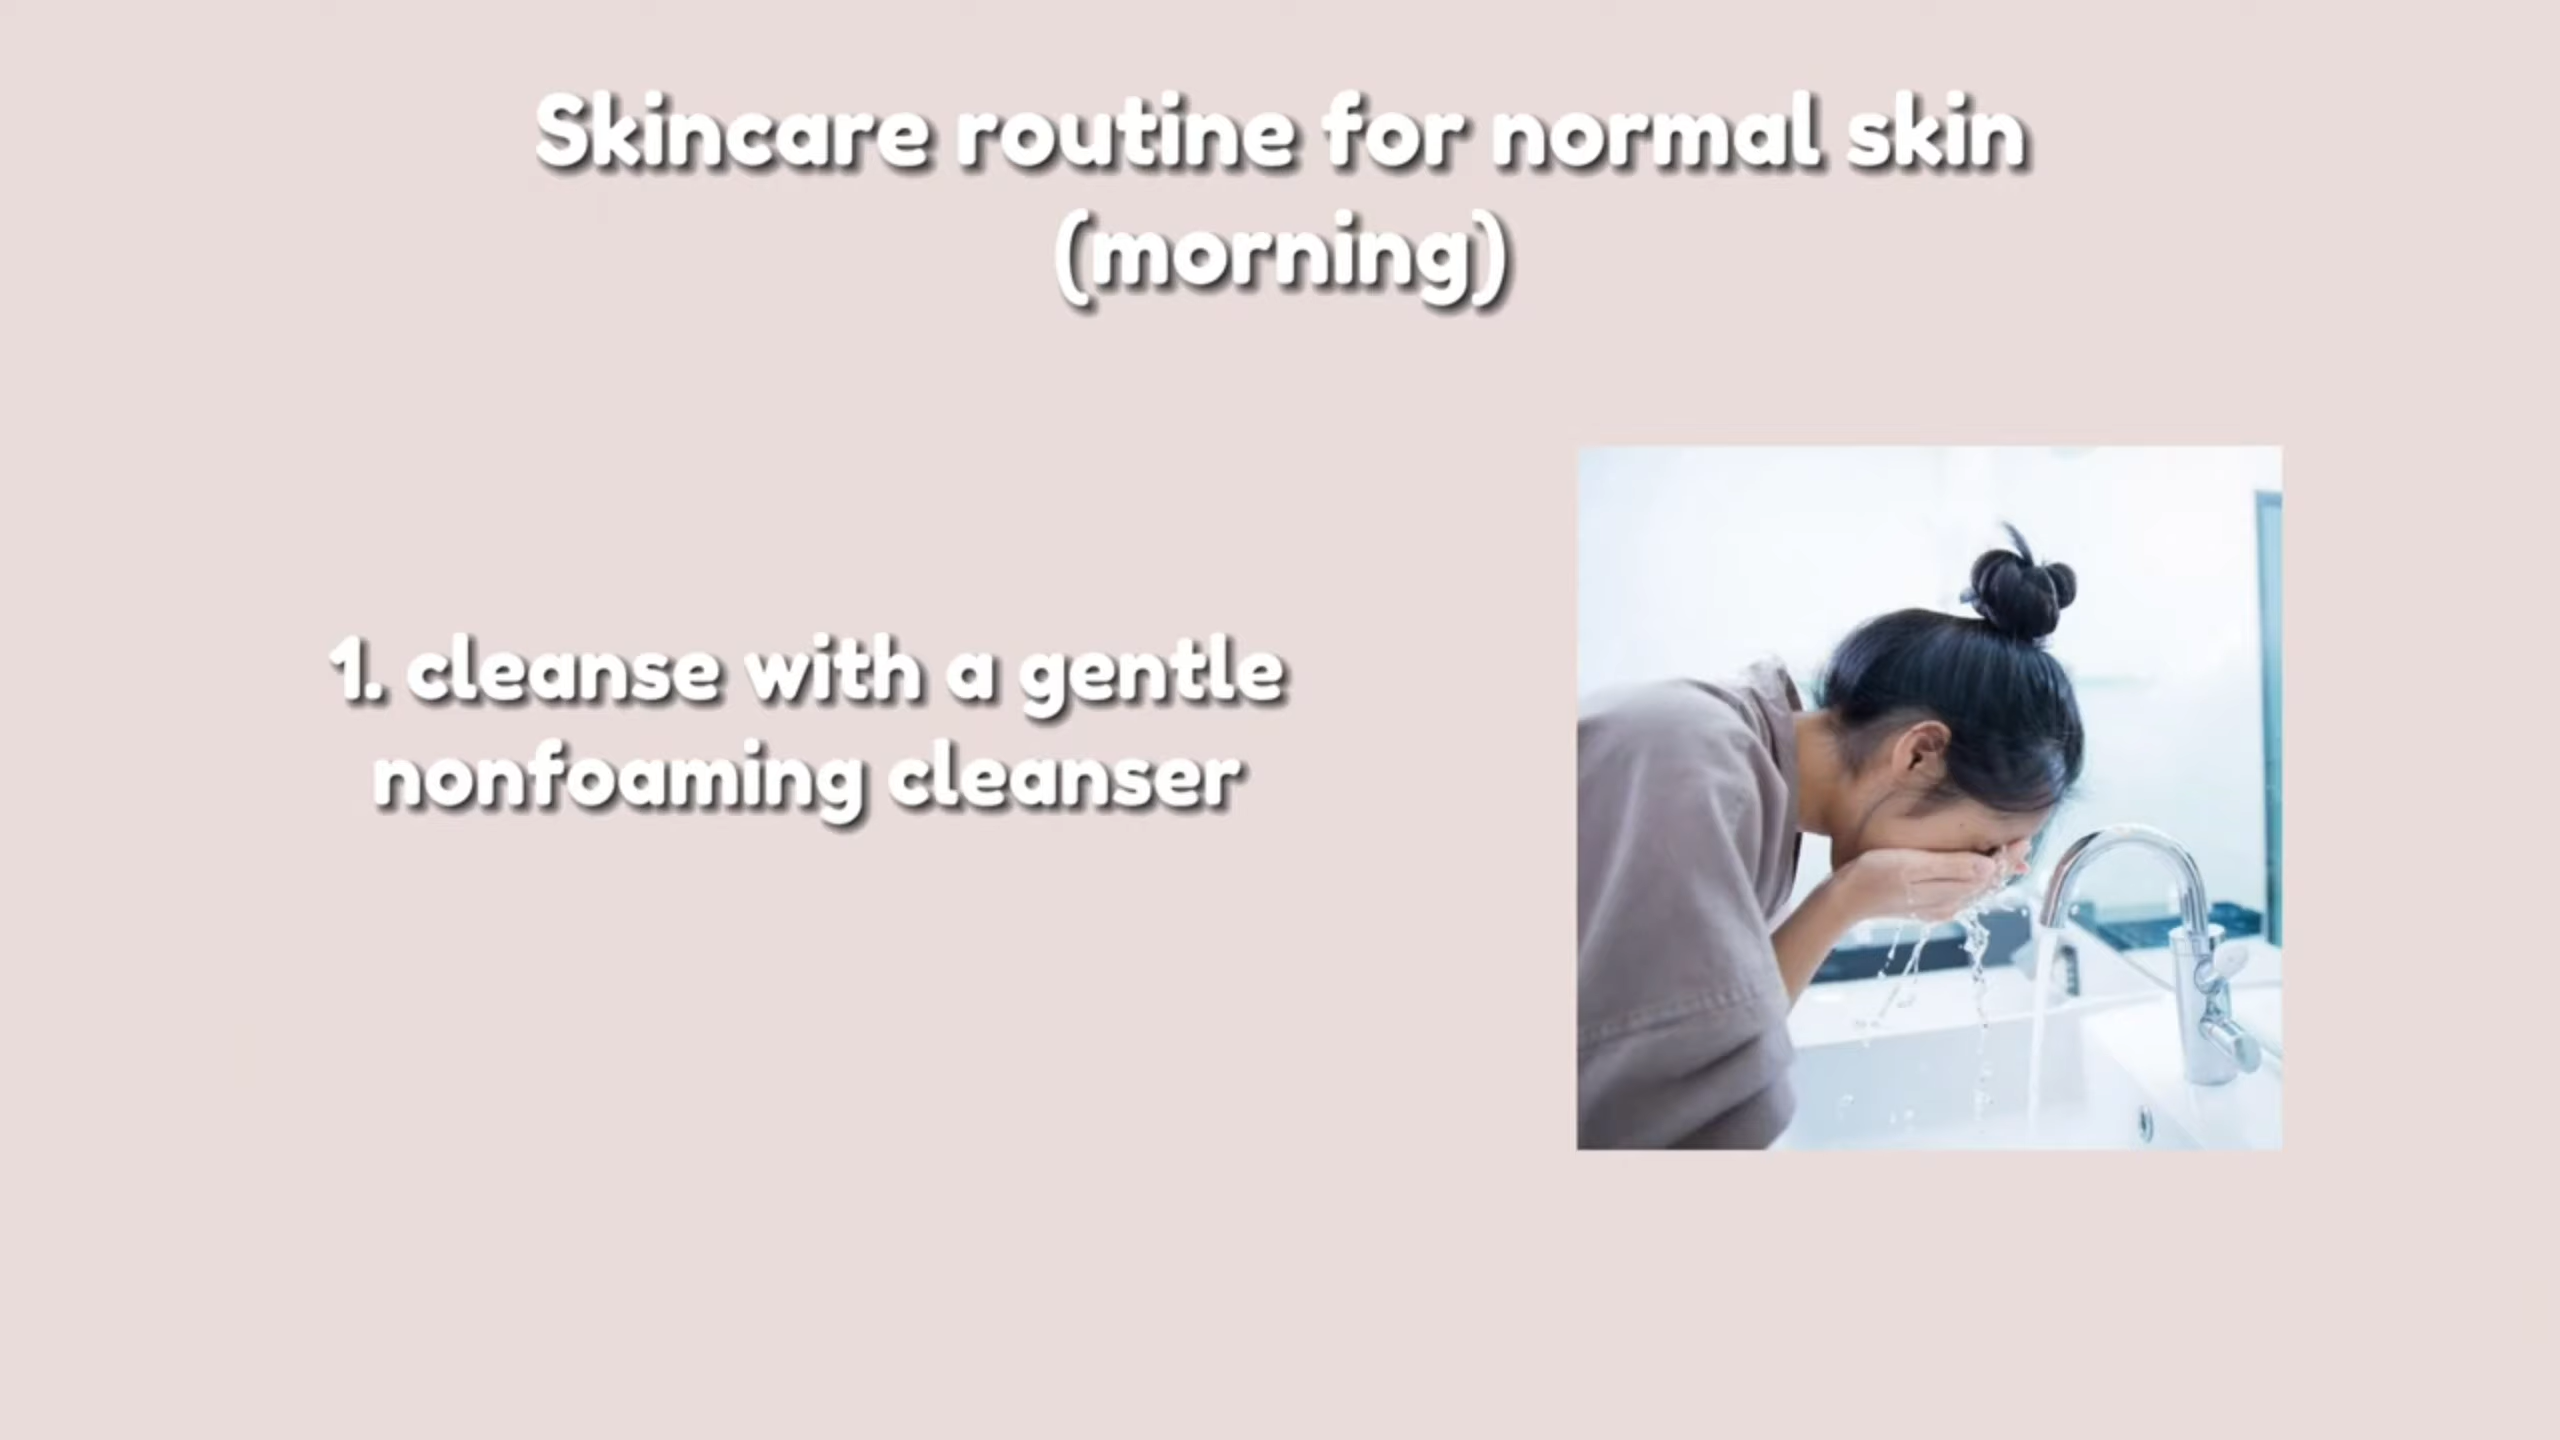 Skincare routine for normal skin
(morning)
1. cleanse with a gentle
nonfoaming cleanser